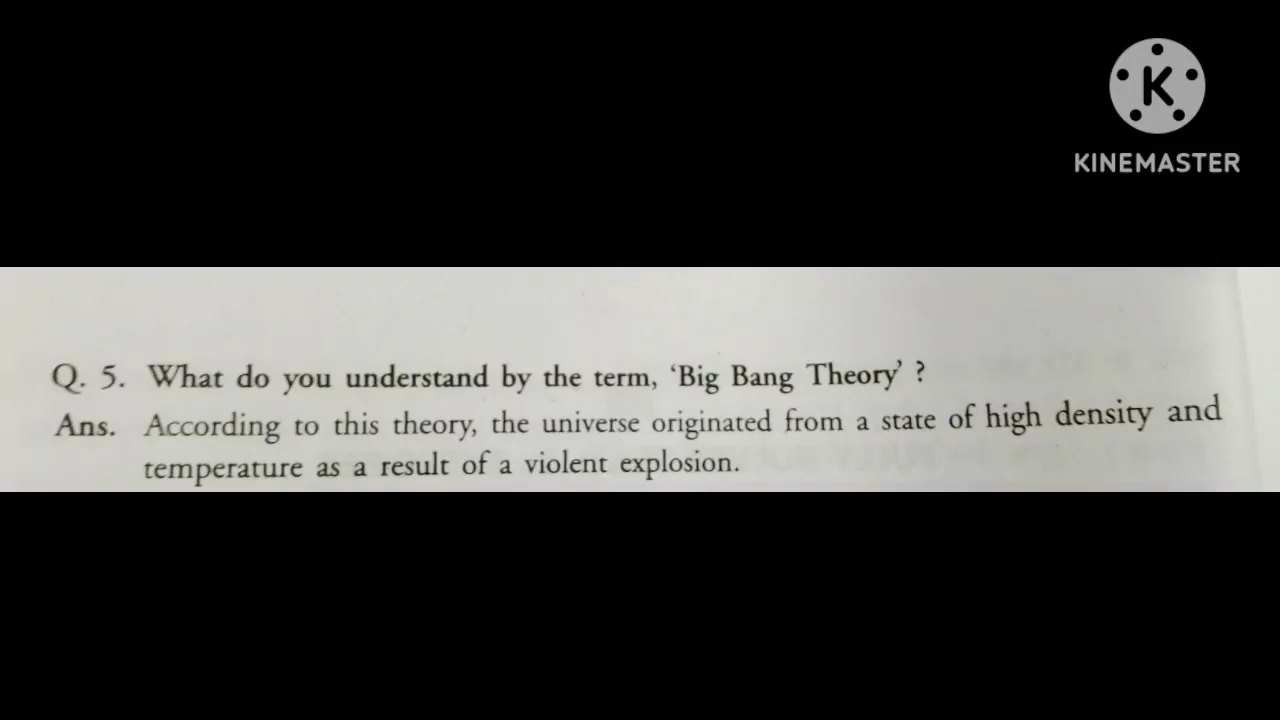 K
KINEMASTER
Q. 5. What do you understand by the term, ‘Big Bang Theory’ ?
Ans. According to this theory, the universe originated from a state of high density and
temperature as a result of a violent explosion.